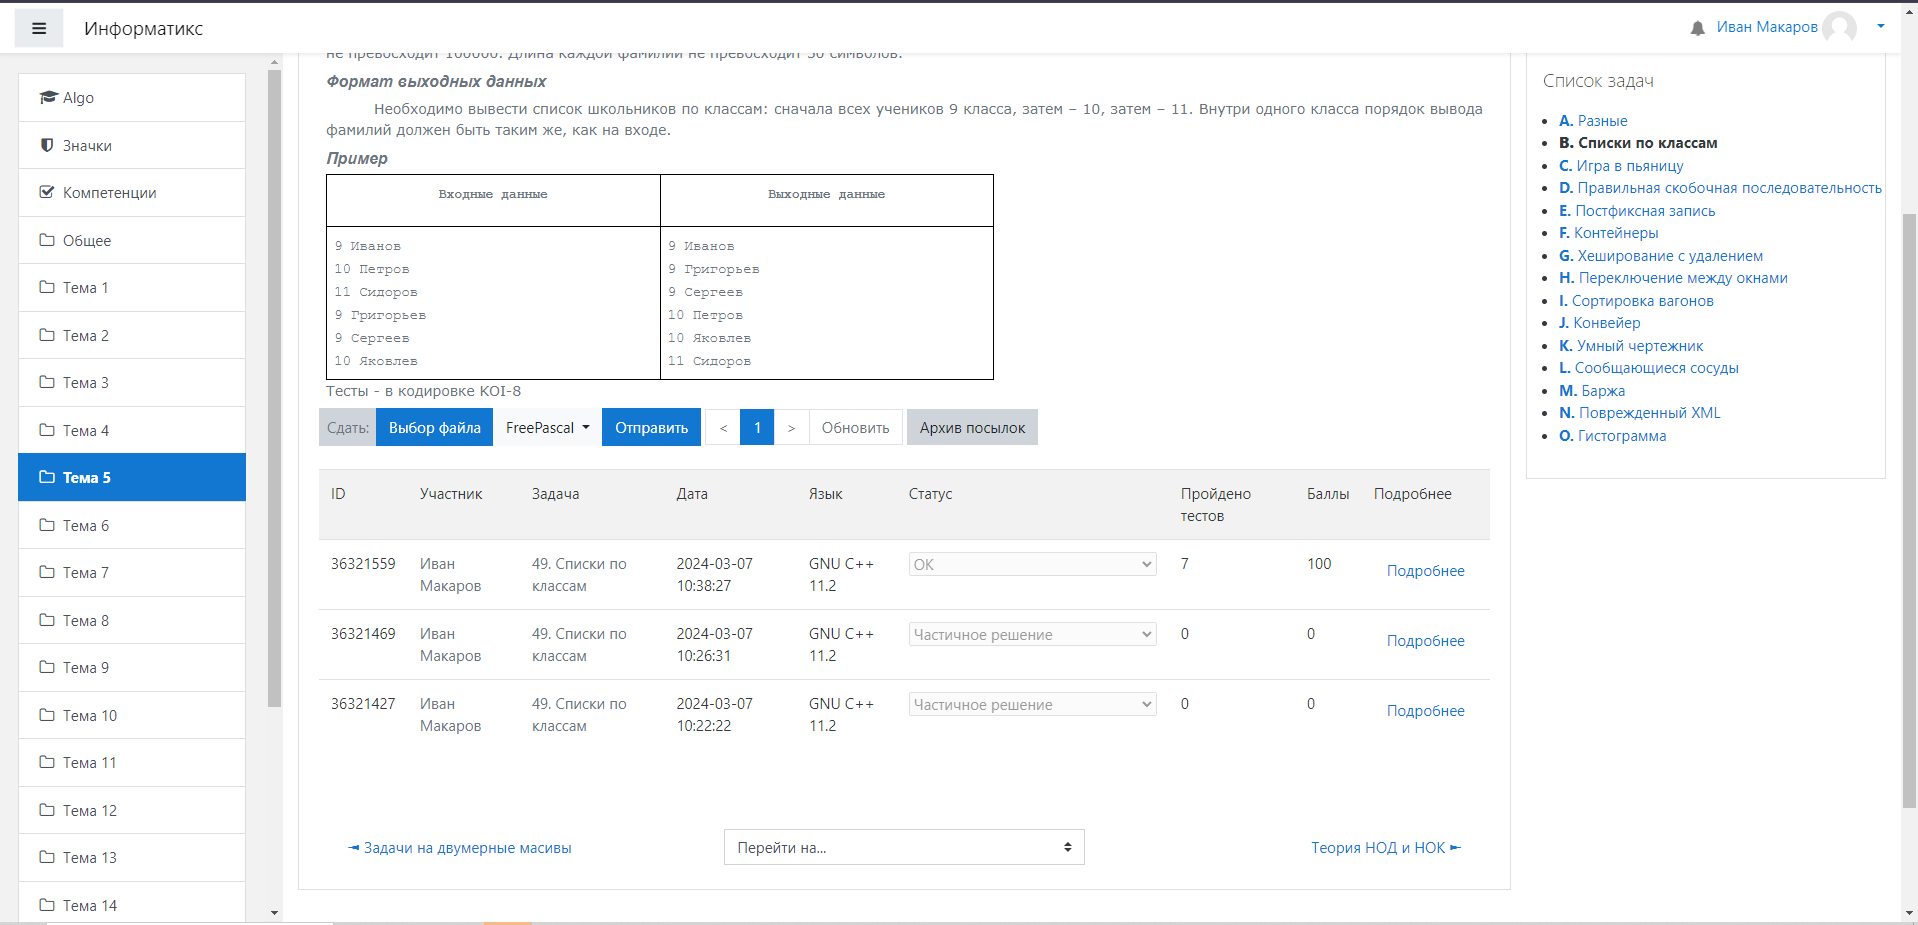 Информатикс
Иван Макаров
Algo
Значки
Компетенции
Общее
Тема 1
Тема 2
Тема 3
Тема 4
Тема 5
Тема 6
Тема 7
Тема 8
Тема 9
Тема 10
Тема 11
Тема 12
Тема 13
Тема 14
не превосходит 100000. Длина каждой фамилии не превосходит 50 символов.
Формат выходных данных
Необходимо вывести список школьников по классам: сначала всех учеников 9 класса, затем – 10, затем – 11. Внутри одного класса порядок вывода
фамилий должен быть таким же, как на входе.
Пример
Входные данные Выходные данные
9 Иванов 9 Иванов
10 Петров 9 Григорьев
11 Сидоров 9 Сергеев
9 Григорьев 10 Петров
9 Сергеев 10 Яковлев
10 Яковлев 11 Сидоров
Тесты - в кодировке KOI-8
Сдать: Выбор файла FreePascal Отправить < 1 > Обновить Архив посылок
ID Участник Задача Дата Язык Статус Пройдено Баллы Подробнее
тестов
36321559 Иван 49. Списки по 2024-03-07 GNU C++ OK 7 100 Подробнее
Макаров классам 10:38:27 11.2
36321469 Иван 49. Списки по 2024-03-07 GNU C++ Частичное решение 0 0 Подробнее
Макаров классам 10:26:31 11.2
36321427 Иван 49. Списки по 2024-03-07 GNU C++ Частичное решение 0 0 Подробнее
Макаров классам 10:22:22 11.2
◄ Задачи на двумерные масивы Перейти на... Теория НОД и НОК ►
Список задач
A. Разные
B. Списки по классам
C. Игра в пьяницу
D. Правильная скобочная последовательность
E. Постфиксная запись
F. Контейнеры
G. Хеширование с удалением
H. Переключение между окнами
I. Сортировка вагонов
J. Конвейер
K. Умный чертежник
L. Сообщающиеся сосуды
M. Баржа
N. Поврежденный XML
O. Гистограмма